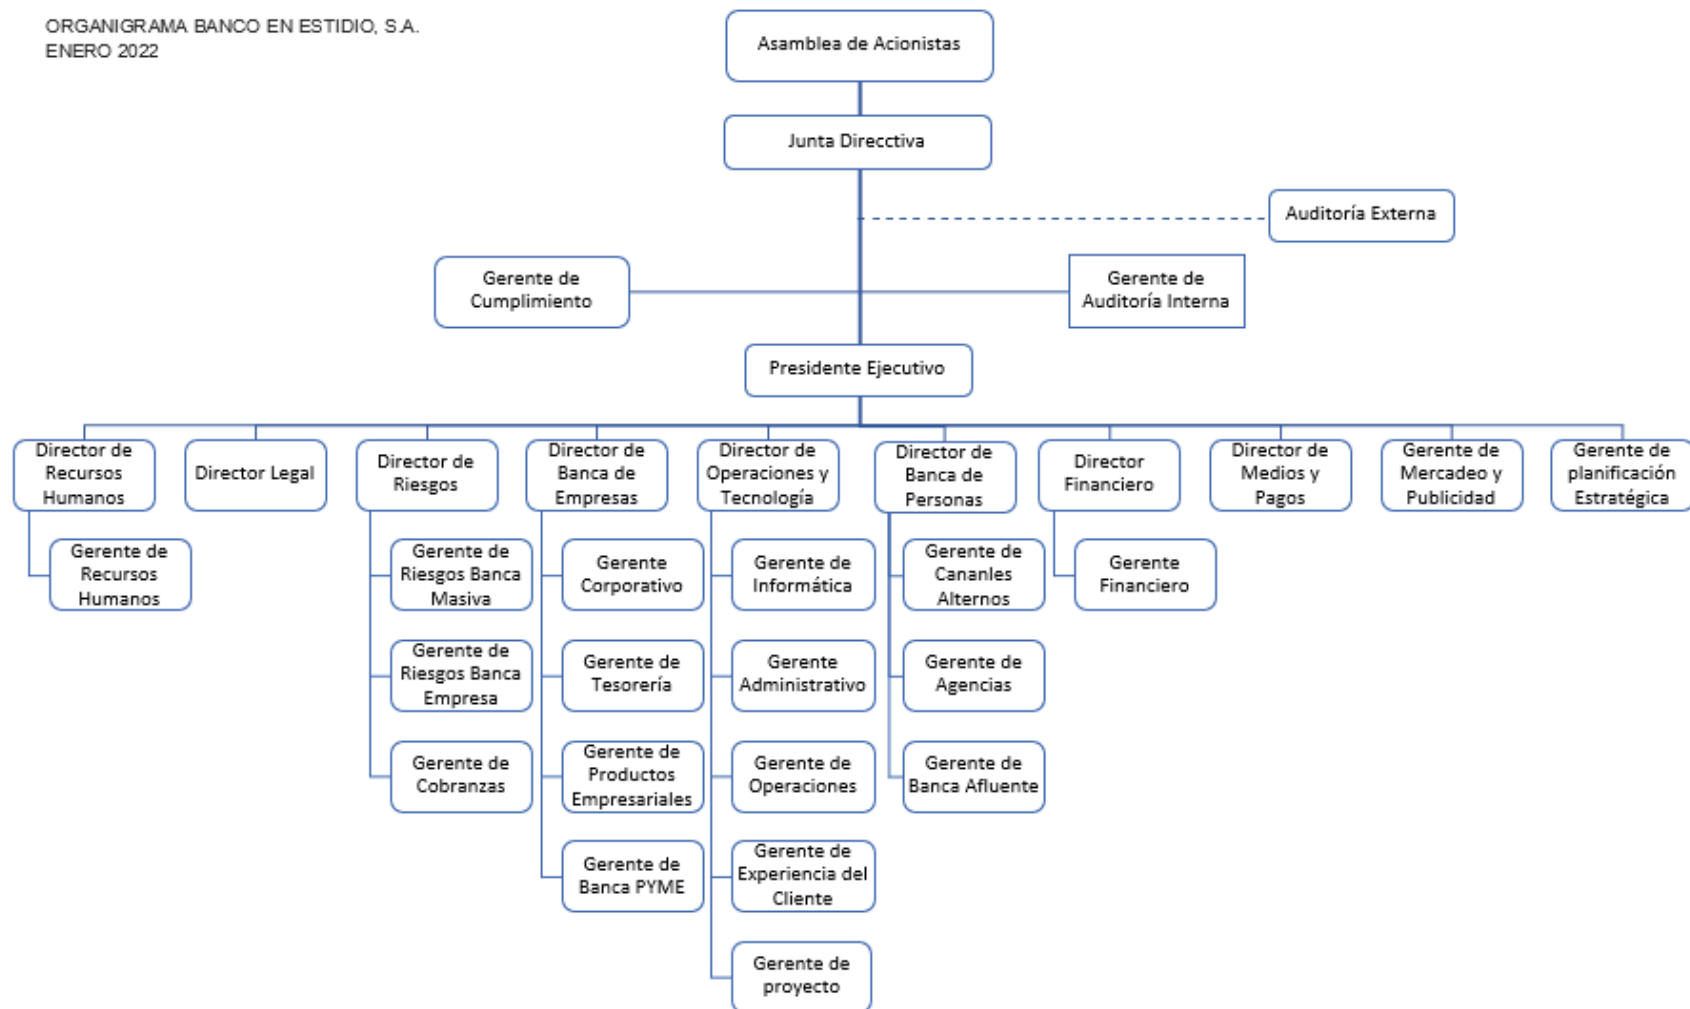 ORGANIGRAMA BANCO EN ESTIDIO, S.A.
ENERO 2022
Asamblea de Acionistas
Junta Direcctiva
Auditoría Externa
Gerente de
Cumplimiento
Gerente de
Auditoría Interna
Presidente Ejecutivo
Director de
Recursos
Humanos
Director Legal
Director de
Riesgos
Director de
Banca de
Empresas
Director de
Operaciones y
Tecnología
Director de
Banca de
Personas
Director
Financiero
Director de
Medios y
Pagos
Gerente de
Mercadeo y
Publicidad
Gerente de
planificación
Estratégica
Gerente de
Recursos
Humanos
Gerente de
Riesgos Banca
Masiva
Gerente
Corporativo
Gerente de
Informática
Gerente de
Cananles
Alternos
Gerente
Financiero
Gerente de
Riesgos Banca
Empresa
Gerente de
Tesorería
Gerente
Administrativo
Gerente de
Agencias
Gerente de
Cobranzas
Gerente de
Productos
Empresariales
Gerente de
Operaciones
Gerente de
Banca Afluente
Gerente de
Banca PYME
Gerente de
Experiencia del
Cliente
Gerente de
proyecto